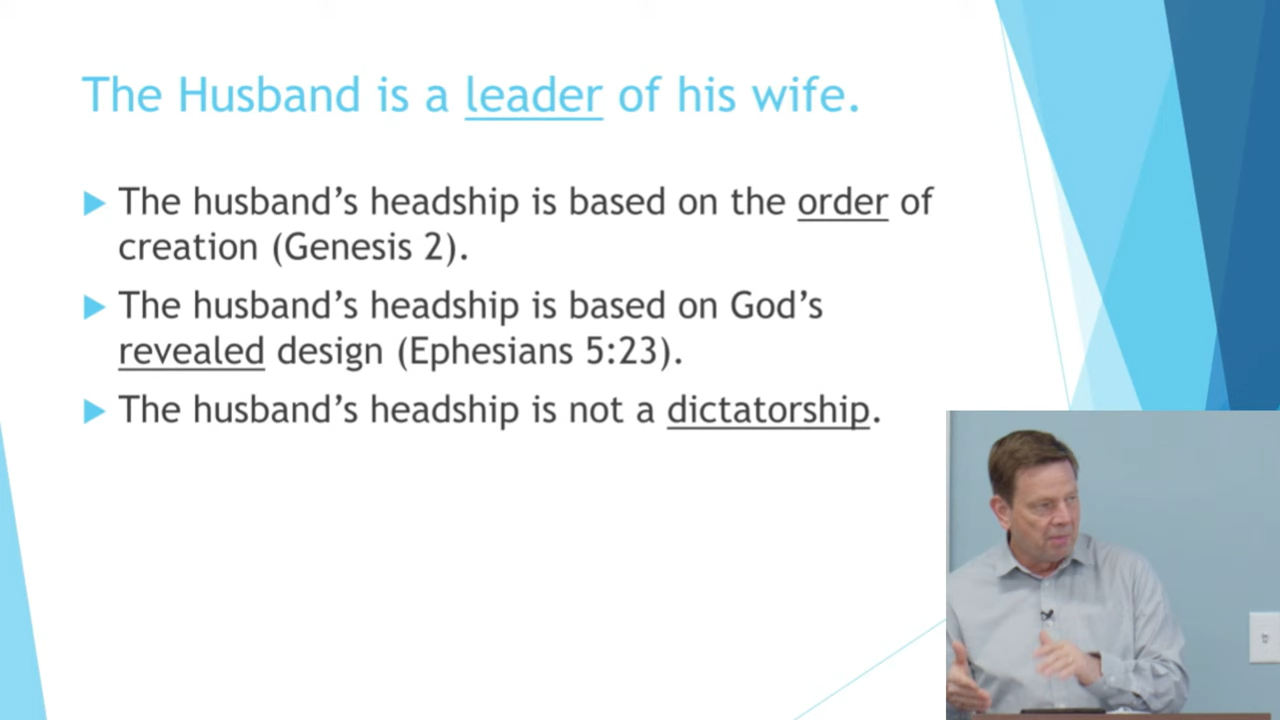 The Husband is a leader of his wife.
The husband’s headship is based on the order of
creation (Genesis 2).
The husband’s headship is based on God’s
revealed design (Ephesians 5:23).
The husband’s headship is not a dictatorship.